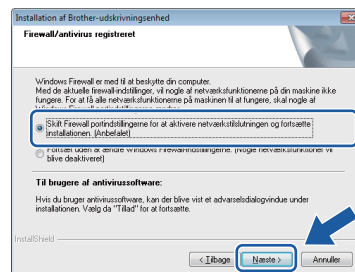 Installation af Brother-udskrivningsenhed
Firewall/antivirus registreret
Windows Firewall er med til at beskytte din computer.
Med de aktuelle firewall-indstillinger, vil nogle af netværksfunktionerne på din maskine ikke
fungere. For at få alle netværksfunktionerne på maskinen til at fungere, skal nogle af
Windows Firewall portindstillingerne ændres.
Skift Firewall portindstillingerne for at aktivere netværkstilslutningen og fortsætte
installationen. (Anbefalet)
Fortsæt uden at ændre Windows Firewall-indstillingerne. (Nogle netværksfunktioner vil
blive deaktiveret)
Til brugere af antivirussoftware:
Hvis du bruger antivirussoftware, kan der blive vist et advarselsdialogvindue under
installationen. Vælg da "Tillad" for at fortsætte.
InstallShield
< Tilbage Næste > Annuller